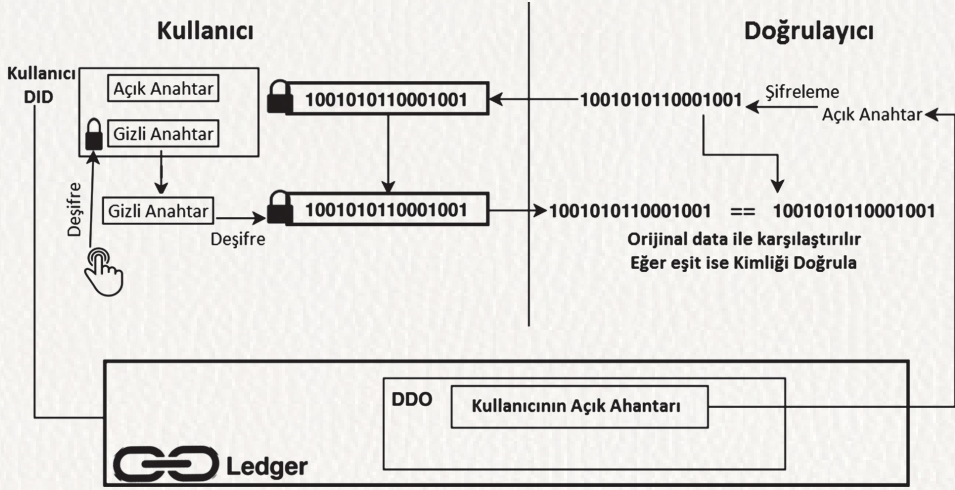 Kullanıcı
Doğrulayıcı
Kullanıcı
DID
Açık Anahtar
Gizli Anahtar
1001010110001001
1001010110001001
Şifreleme
Açık Anahtar
Deşifre
Gizli Anahtar
Deşifre
1001010110001001
1001010110001001 == 1001010110001001
Orijinal data ile karşılaştırılır
Eğer eşit ise Kimliği Doğrula
DDO
Kullanıcının Açık Ahantarı
Ledger